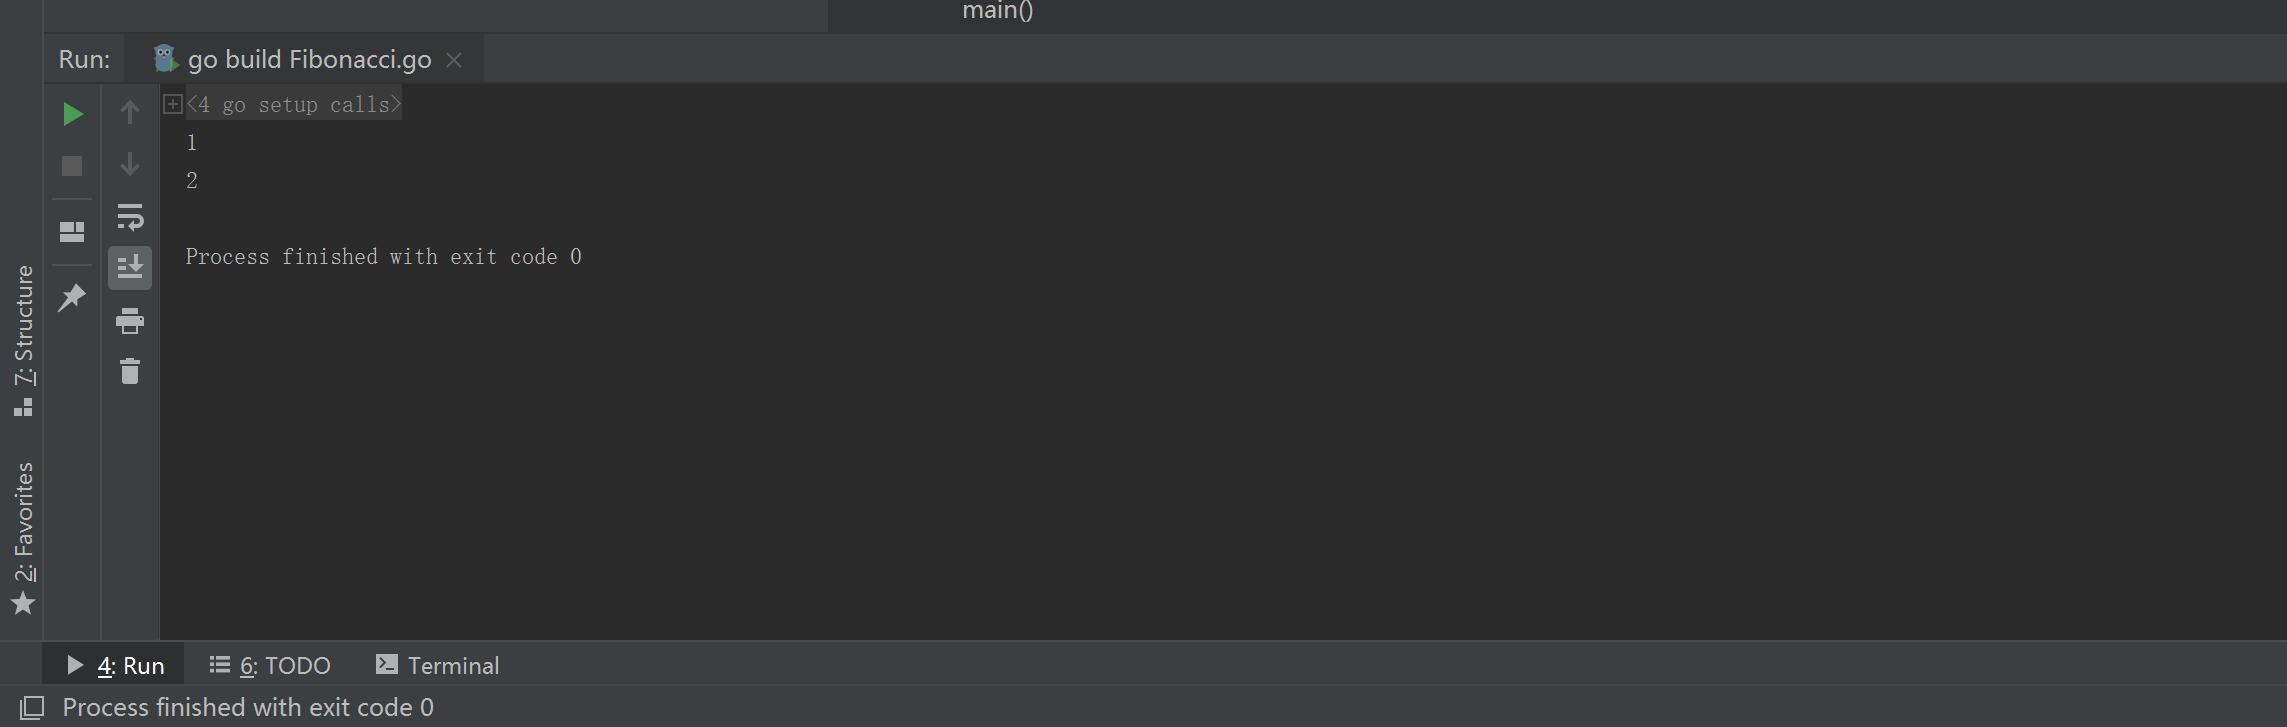 main()
Run:
go build Fibonacci.go
<4 go setup calls>
1
2
Process finished with exit code 0
7: Structure
2: Favorites
4: Run
6: TODO
Terminal
Process finished with exit code 0